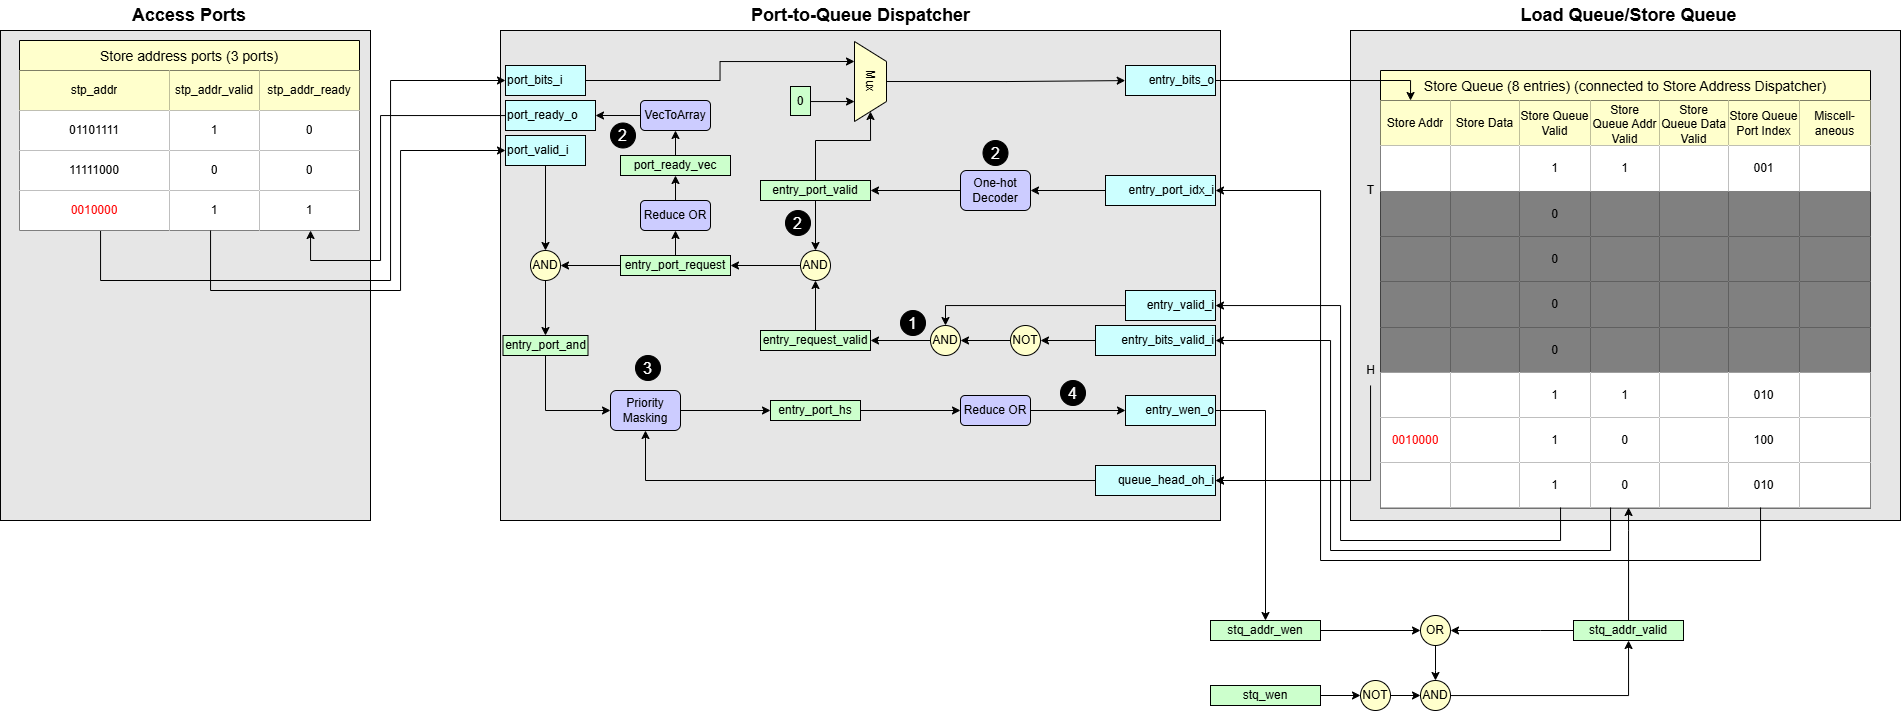 Access Ports
Port-to-Queue Dispatcher
Load Queue/Store Queue
Store address ports (3 ports)
stp_addr
stp_addr_valid
stp_addr_ready
01101111
1
0
11111000
0
0
0010000
1
1
port_bits_i
port_ready_o
port_valid_i
VecToArray
2
port_ready_vec
Reduce OR
AND
entry_port_request
entry_port_and
Mux
0
entry_bits_o
2
entry_port_valid
One-hot
Decoder
entry_port_idx_i
2
AND
entry_valid_i
1
entry_request_valid
AND
NOT
entry_bits_valid_i
3
Priority
Masking
entry_port_hs
Reduce OR
4
entry_wen_o
queue_head_oh_i
Store Queue (8 entries) (connected to Store Address Dispatcher)
Store Addr
Store Data
Store Queue
Valid
Store
Queue Addr
Valid
Store
Queue Data
Valid
Store Queue
Port Index
Miscell-
aneous
1
1
001
T
0
0
0
0
H
1
1
010
0010000
1
0
100
1
0
010
stq_addr_wen
OR
stq_addr_valid
stq_wen
NOT
AND